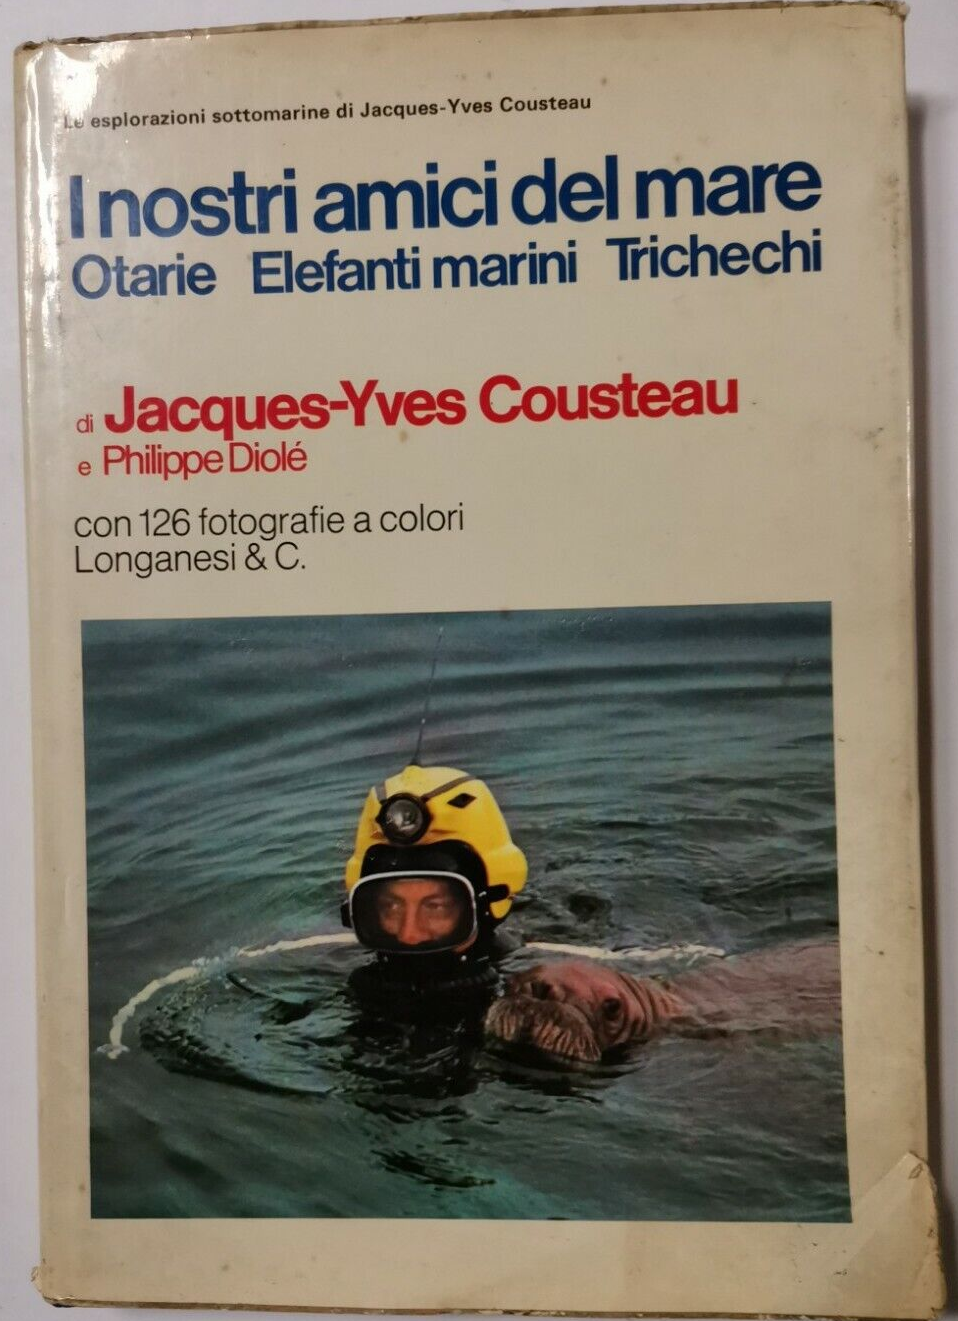 Le esplorazioni sottomarine di Jacques-Yves Cousteau
I nostri amici del mare
Otarie Elefanti marini Trichechi
di Jacques-Yves Cousteau
e Philippe Diolé
con 126 fotografie a colori
Longanesi & C.